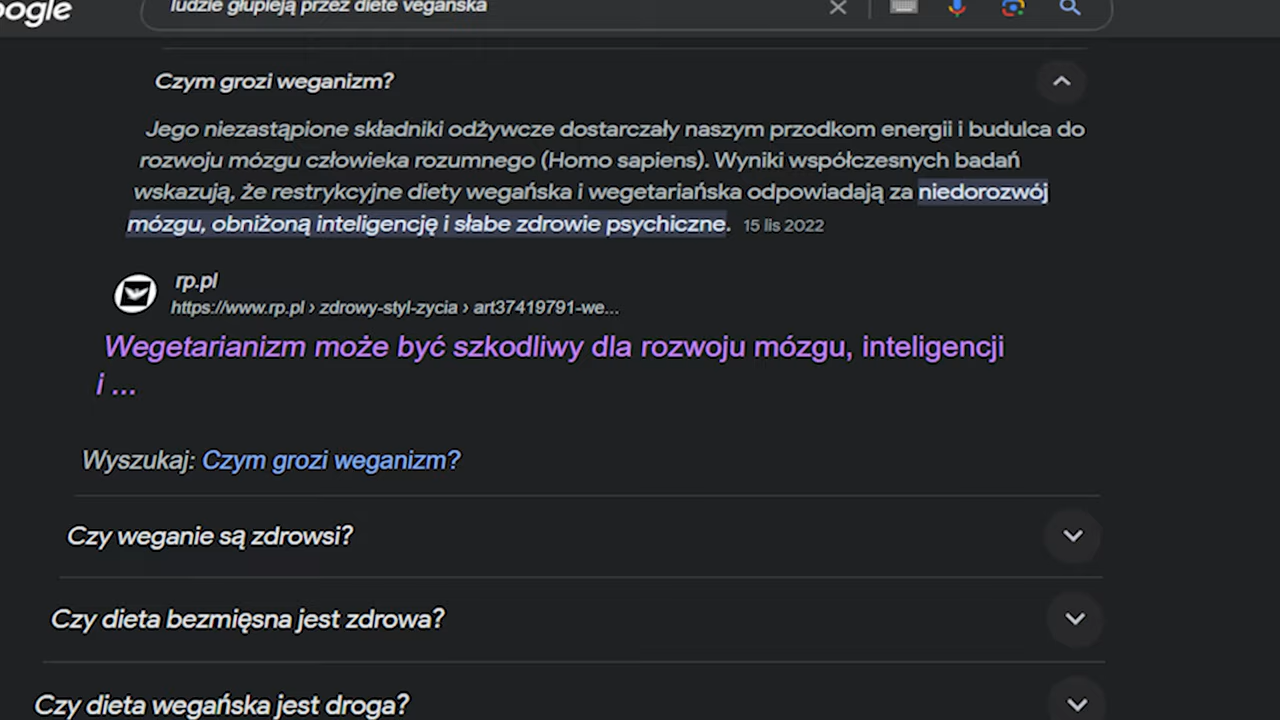 oogle
ludzie głupieją przez diete vegańska
Czym grozi weganizm?
Jego niezastąpione składniki odżywcze dostarczały naszym przodkom energii i budulca do
rozwoju mózgu człowieka rozumnego (Homo sapiens). Wyniki współczesnych badań
wskazują, że restrykcyjne diety wegańska i wegetariańska odpowiadają za niedorozwój
mózgu, obniżoną inteligencję i słabe zdrowie psychiczne. 15 lis 2022
rp.pl
https://www.rp.pl › zdrowy-styl-zycia › art37419791-we...
Wegetarianizm może być szkodliwy dla rozwoju mózgu, inteligencji
i ...
Wyszukaj: Czym grozi weganizm?
Czy weganie są zdrowsi?
Czy dieta bezmięsna jest zdrowa?
Czy dieta wegańska jest droga?